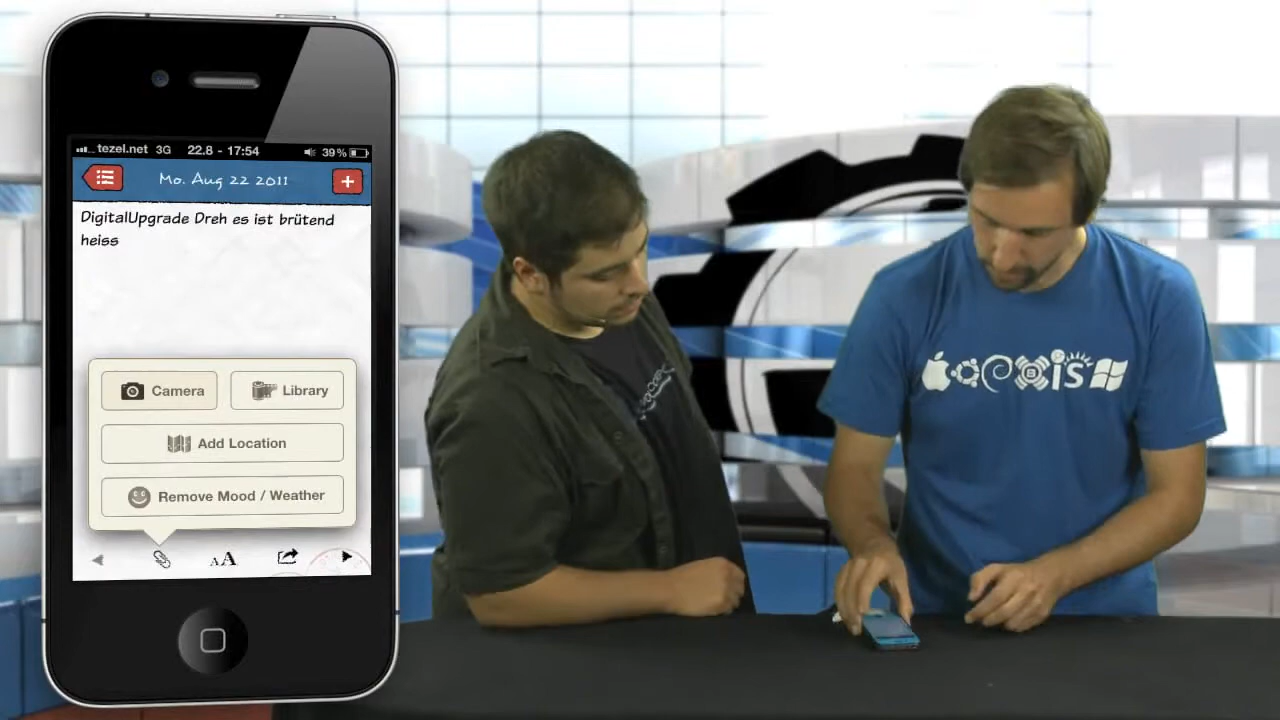 tezel.net 3G 22.8 - 17:54 39%
Mo. Aug 22 2011
+
DigitalUpgrade Dreh es ist brütend
heiss
Camera
Library
Add Location
Remove Mood / Weather
AA